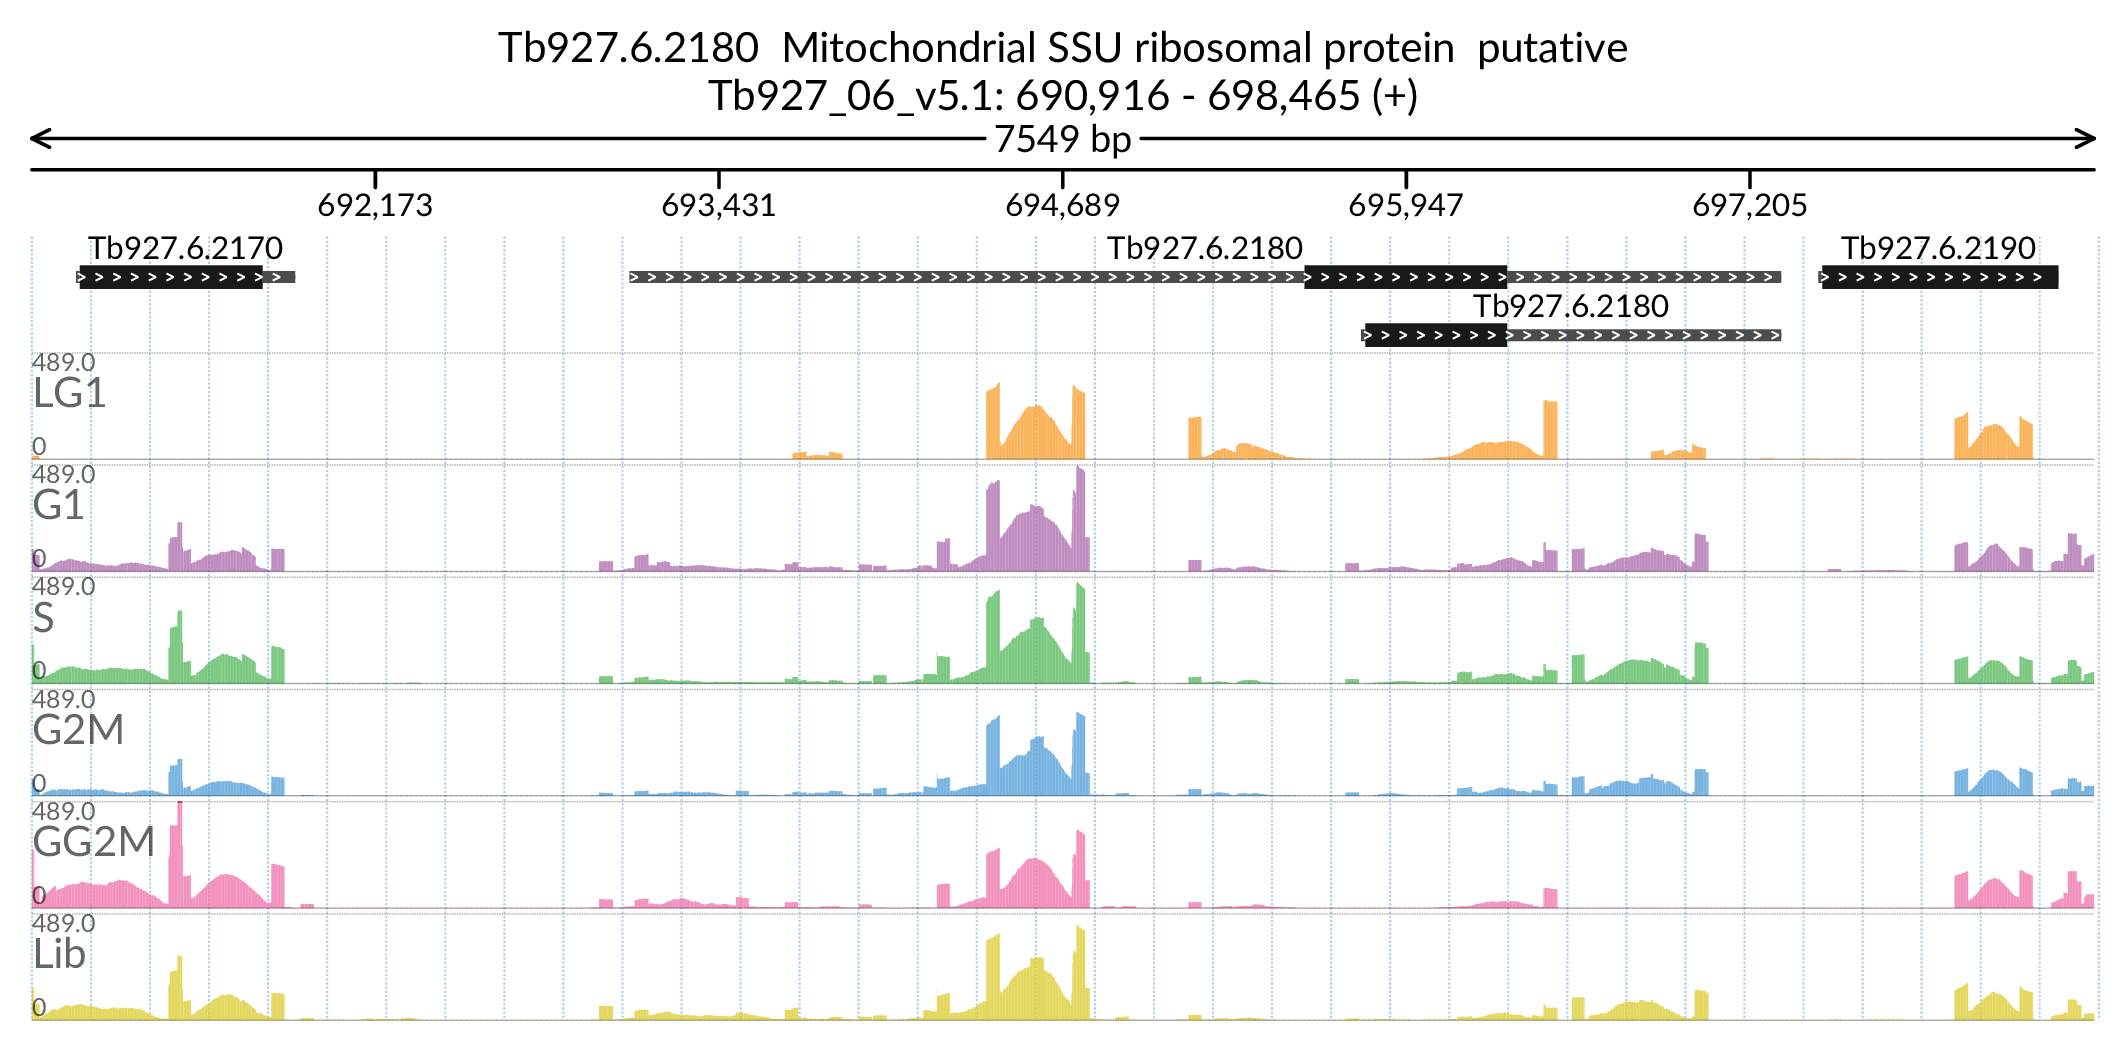 Tb927.6.2180 Mitochondrial SSU ribosomal protein putative
Tb927_06_v5.1: 690,916 - 698,465 (+)
7549 bp
692,173 693,431 694,689 695,947 697,205
Tb927.6.2170 Tb927.6.2180 Tb927.6.2190
Tb927.6.2180
489.0
LG1
0
489.0
G1
0
489.0
S
0
489.0
G2M
0
489.0
GG2M
0
489.0
Lib
0